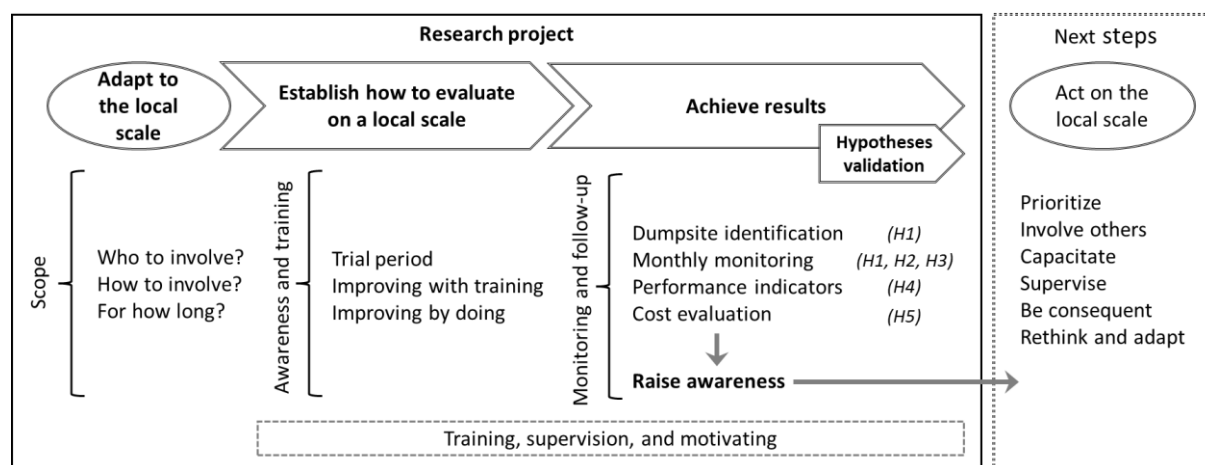 Research project
Adapt to
the local
scale
Establish how to evaluate
on a local scale
Achieve results
Hypotheses
validation
Scope
Who to involve?
How to involve?
For how long?
Awareness and training
Trial period
Improving with training
Improving by doing
Monitoring and follow-up
Dumpsite identification (H1)
Monthly monitoring (H1, H2, H3)
Performance indicators (H4)
Cost evaluation (H5)
Raise awareness
Training, supervision, and motivating
Next steps
Act on the
local scale
Prioritize
Involve others
Capacitate
Supervise
Be consequent
Rethink and adapt